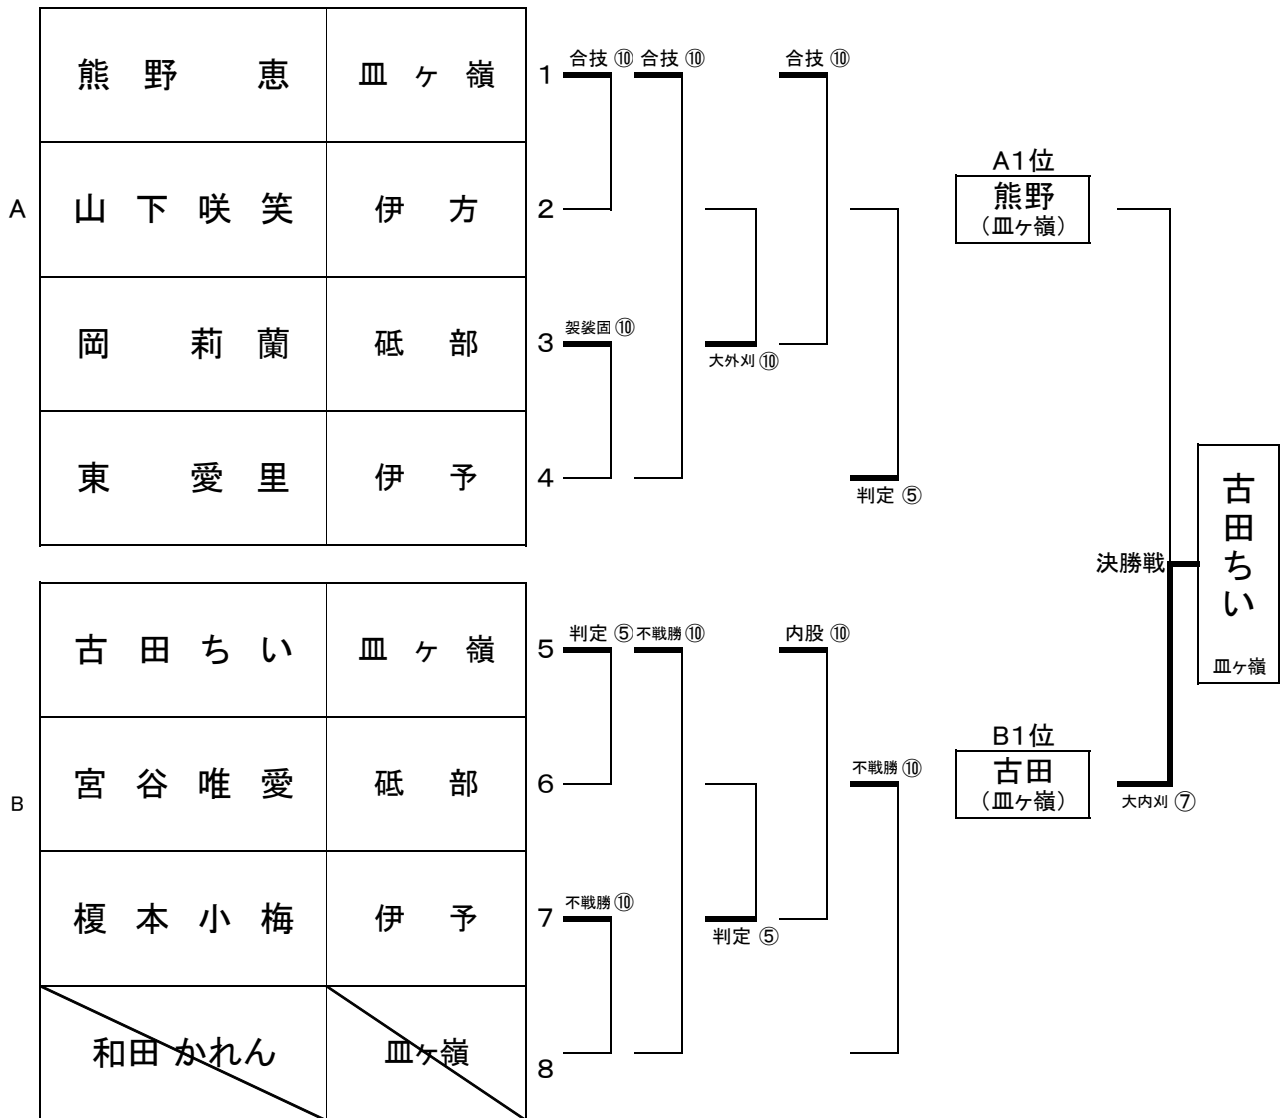 合技 ⑩ 合技 ⑩ 合技 ⑩
熊野 恵 皿ヶ嶺 1
A1位
熊野
（皿ヶ嶺）
A 山下咲笑 伊方 2
袈裟固 ⑩
岡 莉蘭 砥部 3
大外刈 ⑩
東 愛里 伊予 4
判定 ⑤
決勝戦
古田ちい
皿ヶ嶺
判定 ⑤ 不戦勝 ⑩ 内股 ⑩
古田ちい 皿ヶ嶺 5
B1位
古田
（皿ヶ嶺）
不戦勝 ⑩
B 宮谷唯愛 砥部 6
大内刈 ⑦
不戦勝 ⑩
榎本小梅 伊予 7
判定 ⑤
和田 かれん 皿ヶ嶺 8